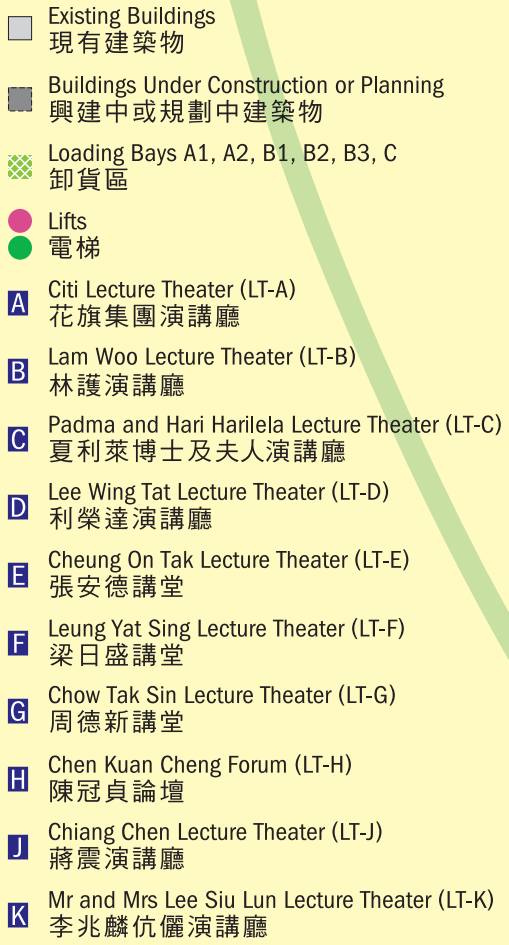 Existing Buildings
現有建築物
Buildings Under Construction or Planning
興建中或規劃中建築物
Loading Bays A1, A2, B1, B2, B3, C
卸貨區
Lifts
電梯
A Citi Lecture Theater (LT-A)
花旗集團演講廳
B Lam Woo Lecture Theater (LT-B)
林護演講廳
C Padma and Hari Harilela Lecture Theater (LT-C)
夏利萊博士及夫人演講廳
D Lee Wing Tat Lecture Theater (LT-D)
利榮達演講廳
E Cheung On Tak Lecture Theater (LT-E)
張安德講堂
F Leung Yat Sing Lecture Theater (LT-F)
梁日盛講堂
G Chow Tak Sin Lecture Theater (LT-G)
周德新講堂
H Chen Kuan Cheng Forum (LT-H)
陳冠貞論壇
J Chiang Chen Lecture Theater (LT-J)
蔣震演講廳
K Mr and Mrs Lee Siu Lun Lecture Theater (LT-K)
李兆麟伉儷演講廳